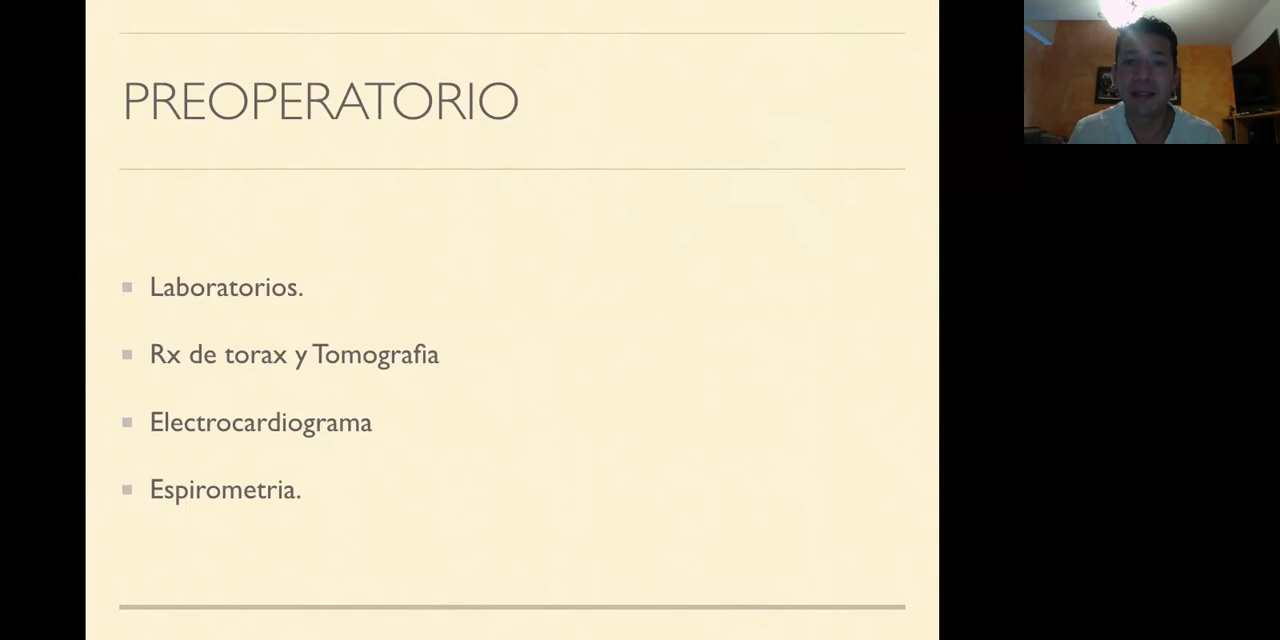 PREOPERATORIO
Laboratorios.
Rx de torax y Tomografia
Electrocardiograma
Espirometria.